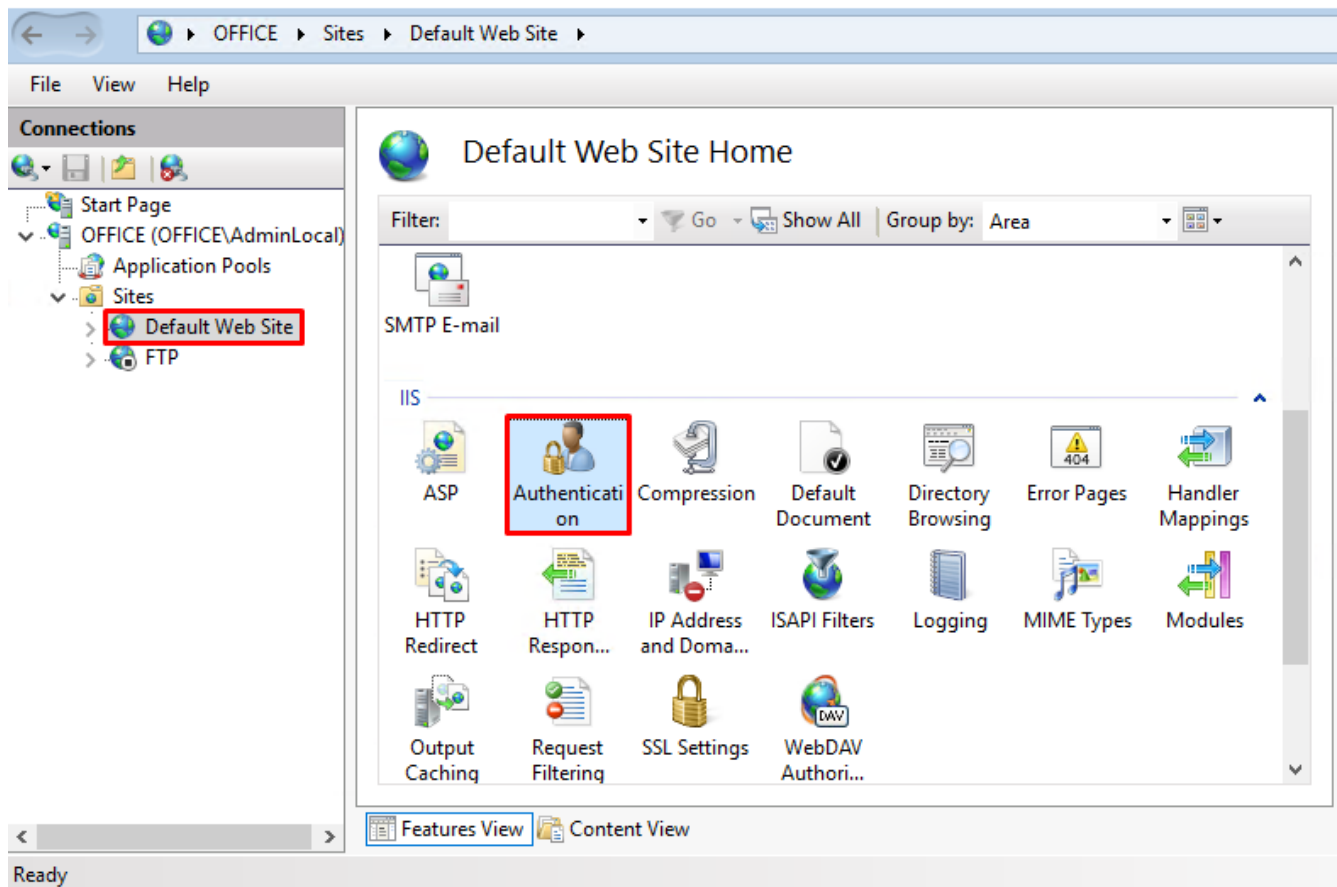 OFFICE Sites Default Web Site
File View Help
Connections
Start Page
OFFICE (OFFICE\AdminLocal)
Application Pools
Sites
Default Web Site
FTP
Default Web Site Home
Filter: Go Show All Group by: Area
SMTP E-mail
IIS
ASP
Authenticati
on
Compression
Default
Document
Directory
Browsing
404
Error Pages
Handler
Mappings
HTTP
Redirect
HTTP
Respon...
IP Address
and Doma...
ISAPI Filters
Logging
MIME Types
Modules
Output
Caching
Request
Filtering
SSL Settings
DAV
WebDAV
Authori...
Features View Content View
Ready